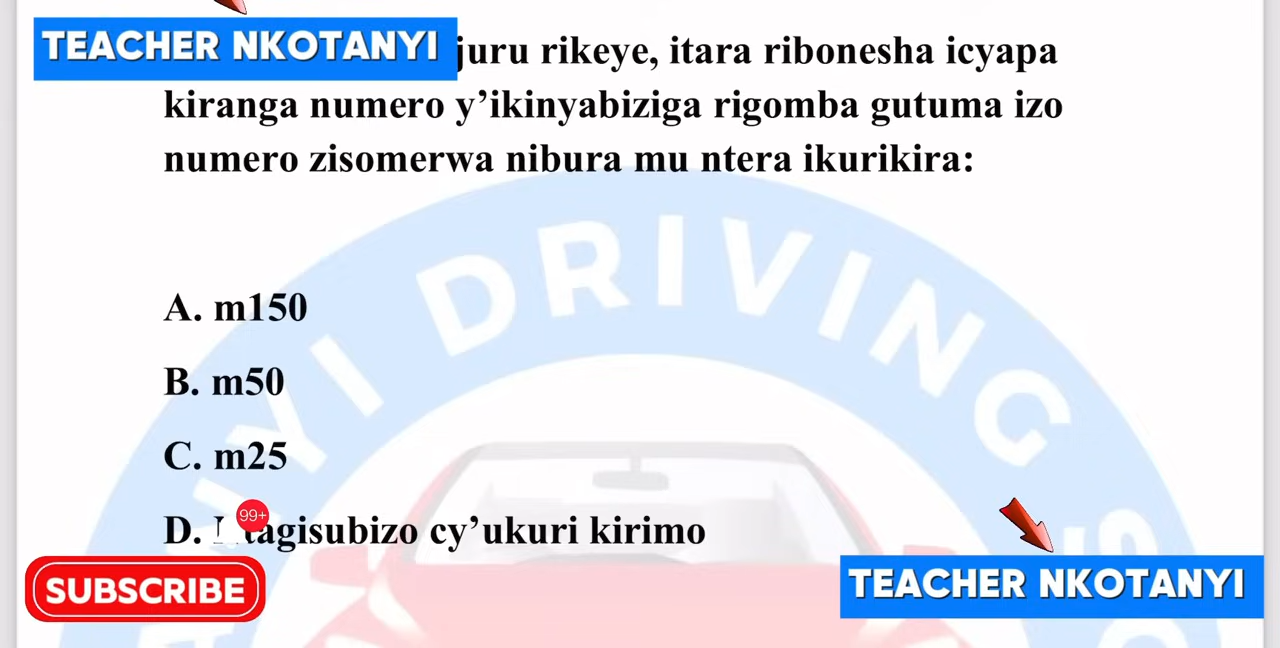 TEACHER NKOTANYI
juru rikeye, itara ribonesha icyapa
kiranga numero y’ikinyabiziga rigomba gutuma izo
numero zisomerwa nibura mu ntera ikurikira:
DRIVING
A. m150
B. m50
C. m25
99+
D. tagisubizo cy’ukuri kirimo
SUBSCRIBE
TEACHER NKOTANYI